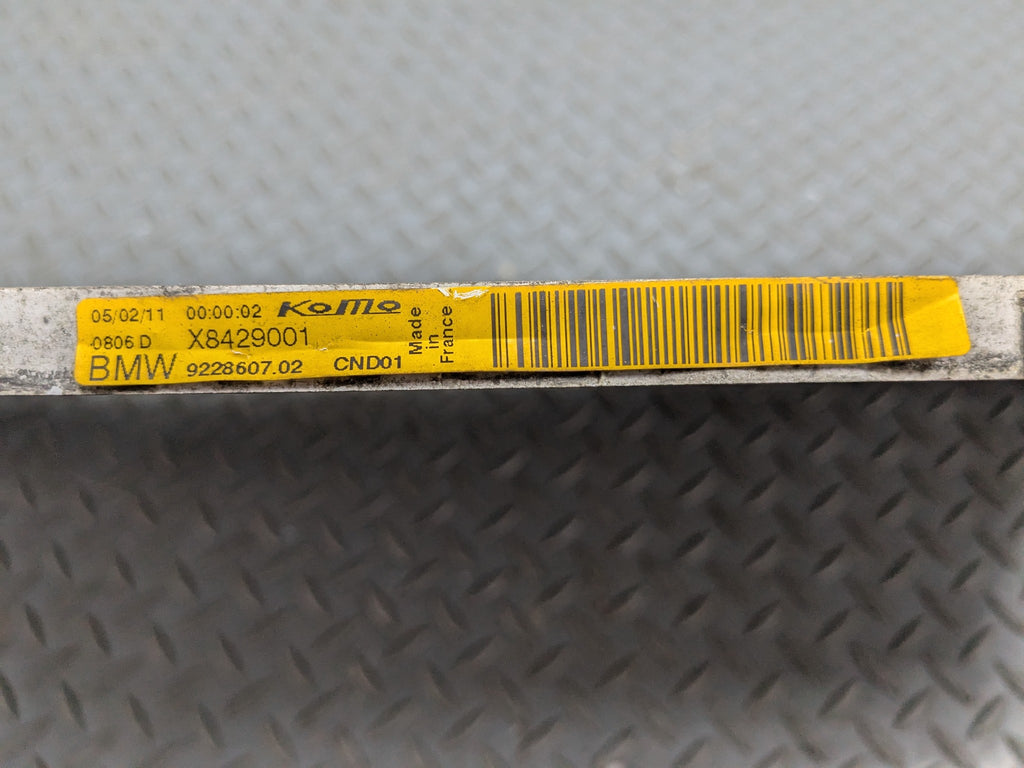 05/02/11 00:00:02 KoMo
0806 D X8429001
BMW 9228607.02 CND01
Made
in
France